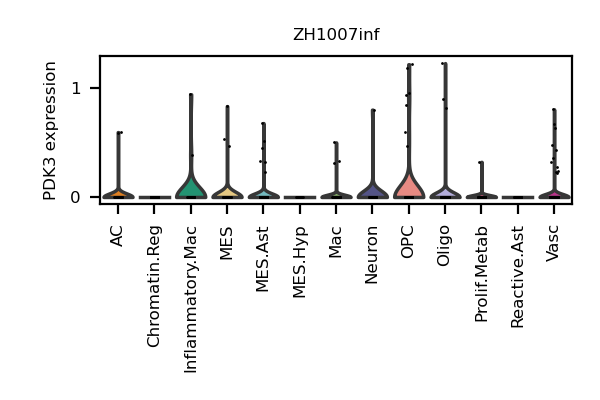 ZH1007inf
PDK3 expression
1
0
AC
Chromatin.Reg
Inflammatory.Mac
MES
MES.Ast
MES.Hyp
Mac
Neuron
OPC
Oligo
Prolif.Metab
Reactive.Ast
Vasc